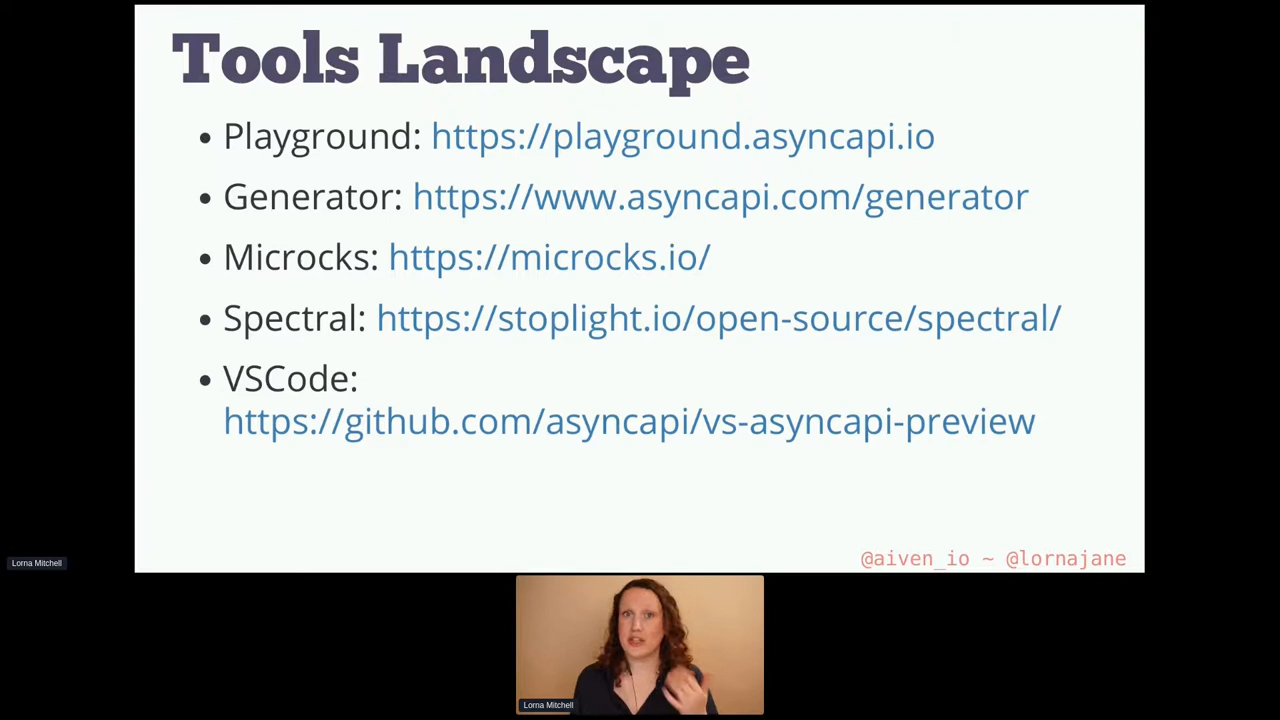 Tools Landscape
• Playground: https://playground.asyncapi.io
• Generator: https://www.asyncapi.com/generator
• Microcks: https://microcks.io/
• Spectral: https://stoplight.io/open-source/spectral/
• VSCode:
https://github.com/asyncapi/vs-asyncapi-preview
@aiven_io ~ @lornajane
Lorna Mitchell
Lorna Mitchell